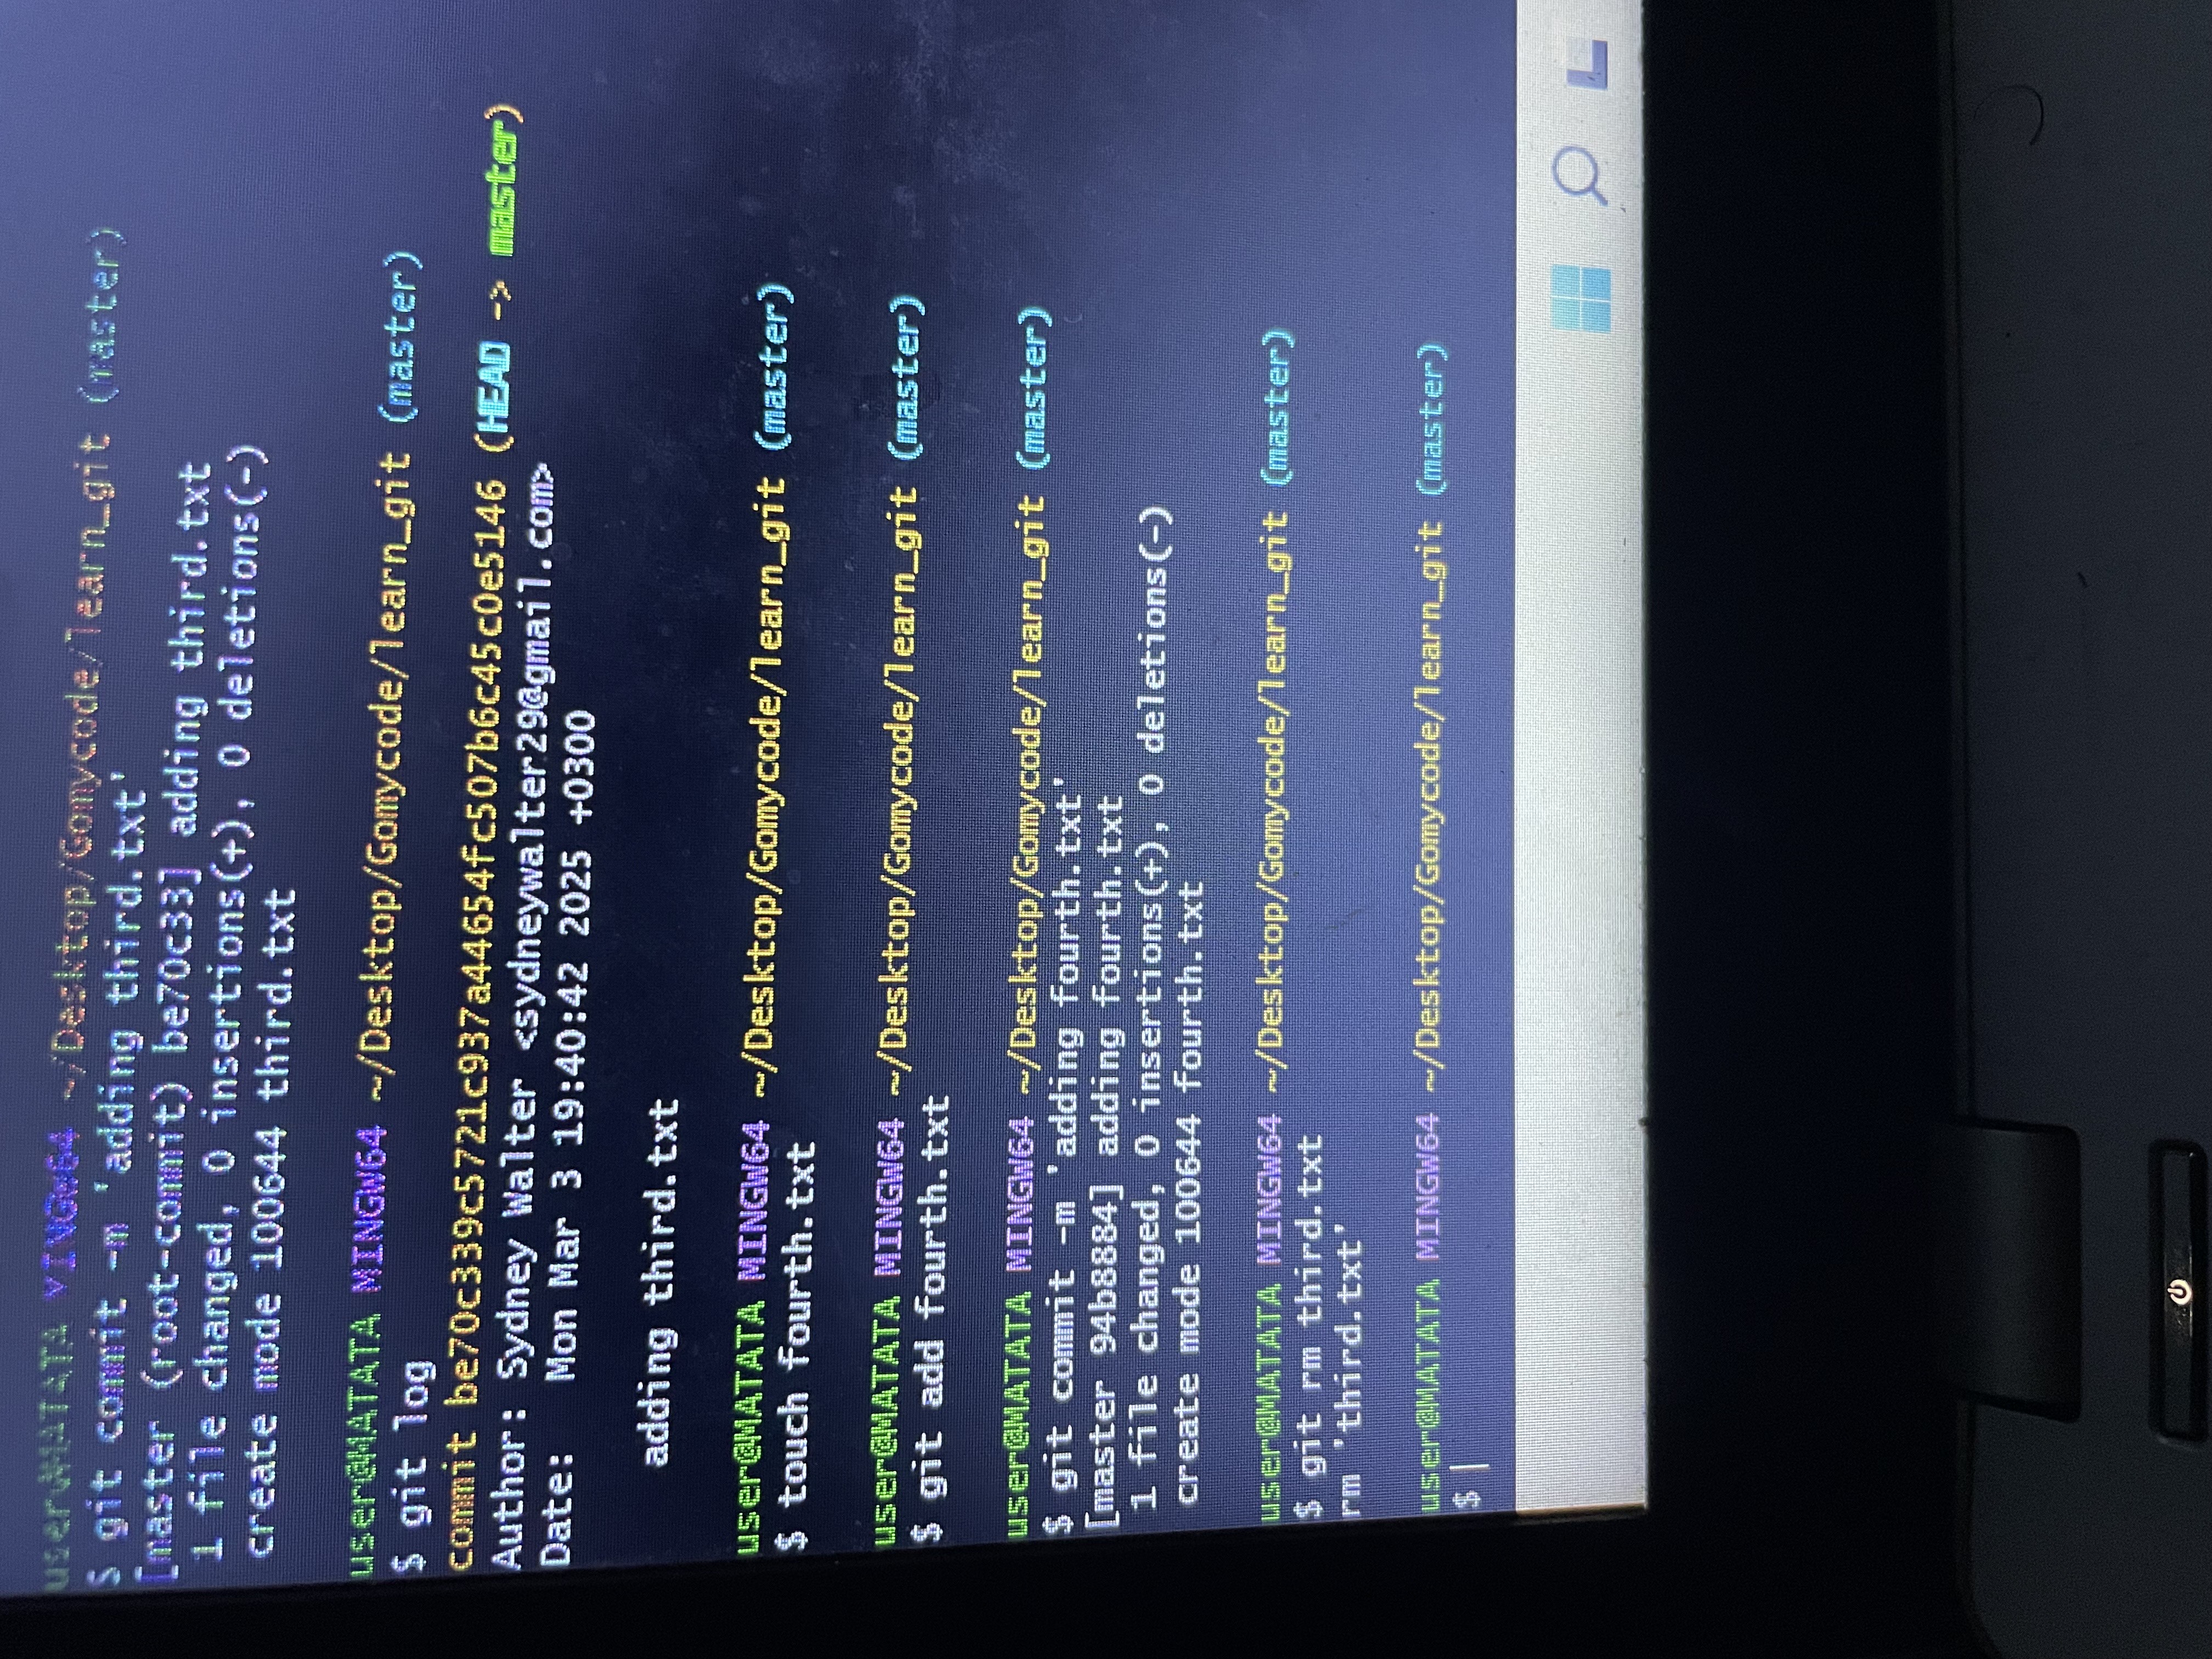 user@MATATA MINGW64 ~/Desktop/Gomycode/learn_git (master)
$ git commit -m 'adding third.txt'
[master (root-commit) be70c33] adding third.txt
 1 file changed, 0 insertions(+), 0 deletions(-)
 create mode 100644 third.txt

user@MATATA MINGW64 ~/Desktop/Gomycode/learn_git (master)
$ git log
commit be70c339c5721c937a44654fc507b6c45c0e5146 (HEAD -> master)
Author: Sydney Walter <sydneywalter29@gmail.com>
Date:   Mon Mar 3 19:40:42 2025 +0300

    adding third.txt

user@MATATA MINGW64 ~/Desktop/Gomycode/learn_git (master)
$ touch fourth.txt

user@MATATA MINGW64 ~/Desktop/Gomycode/learn_git (master)
$ git add fourth.txt

user@MATATA MINGW64 ~/Desktop/Gomycode/learn_git (master)
$ git commit -m 'adding fourth.txt'
[master 94b8884] adding fourth.txt
 1 file changed, 0 insertions(+), 0 deletions(-)
 create mode 100644 fourth.txt

user@MATATA MINGW64 ~/Desktop/Gomycode/learn_git (master)
$ git rm third.txt
rm 'third.txt'

user@MATATA MINGW64 ~/Desktop/Gomycode/learn_git (master)
$